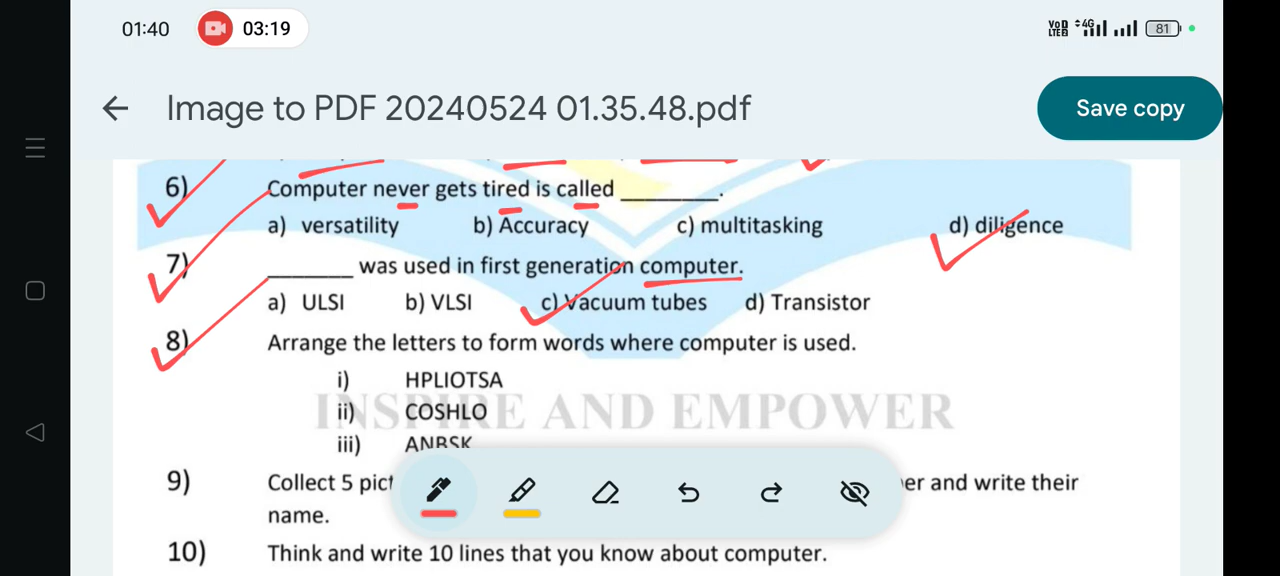 01:40 03:19 VoD LTE2 4G 81
Image to PDF 20240524 01.35.48.pdf
Save copy
6) Computer never gets tired is called ________.
a) versatility b) Accuracy c) multitasking d) diligence
7) _______ was used in first generation computer.
a) ULSI b) VLSI c) Vacuum tubes d) Transistor
8) Arrange the letters to form words where computer is used.
i) HPLIOTSA
INSPIRE AND EMPOWER
ii) COSHLO
iii) ANBSK
9) Collect 5 and write their
name.
10) Think and write 10 lines that you know about computer.